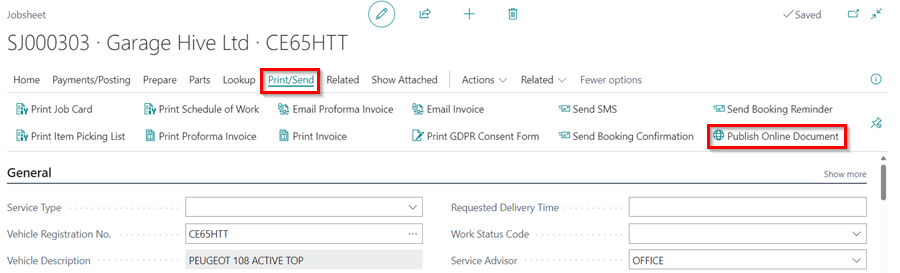 Jobsheet
Saved
SJ000303 · Garage Hive Ltd · CE65HTT
Home Payments/Posting Prepare Parts Lookup Print/Send Related Show Attached Actions Related Fewer options
Print Job Card Print Schedule of Work Email Proforma Invoice Email Invoice Send SMS Send Booking Reminder
Print Item Picking List Print Proforma Invoice Print Invoice Print GDPR Consent Form Send Booking Confirmation Publish Online Document
General Show more
Service Type Requested Delivery Time
Vehicle Registration No. CE65HTT Work Status Code
Vehicle Description PEUGEOT 108 ACTIVE TOP Service Advisor OFFICE